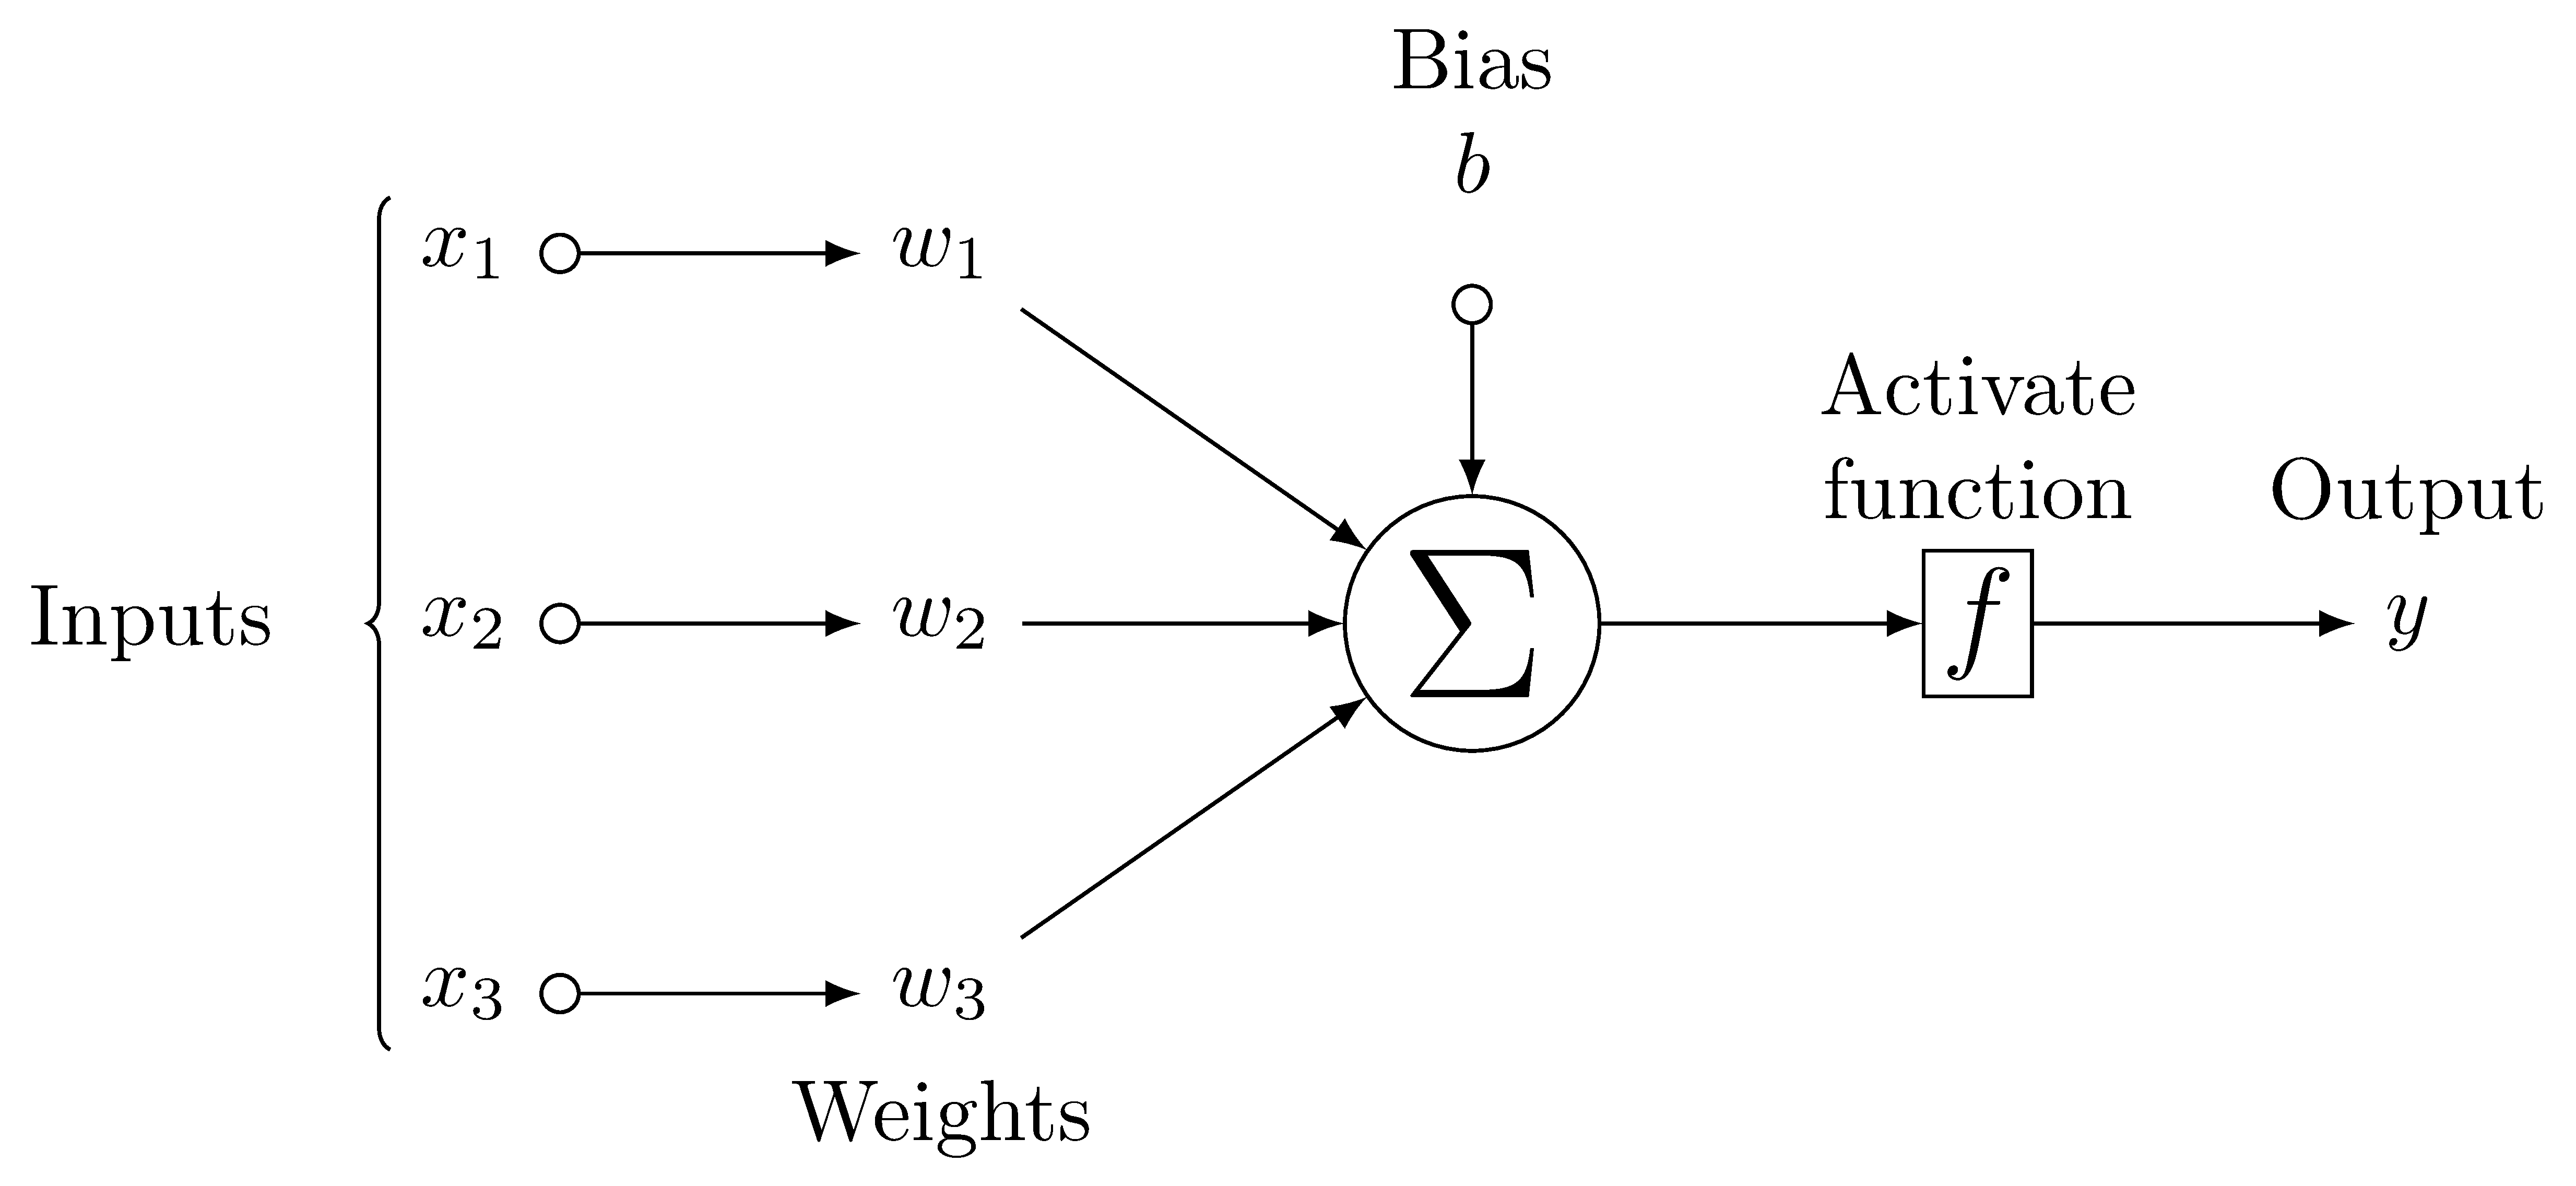 Bias
b
x₁ w₁
Activate
function
Output
Inputs x₂ w₂ Σ f y
x₃ w₃
Weights